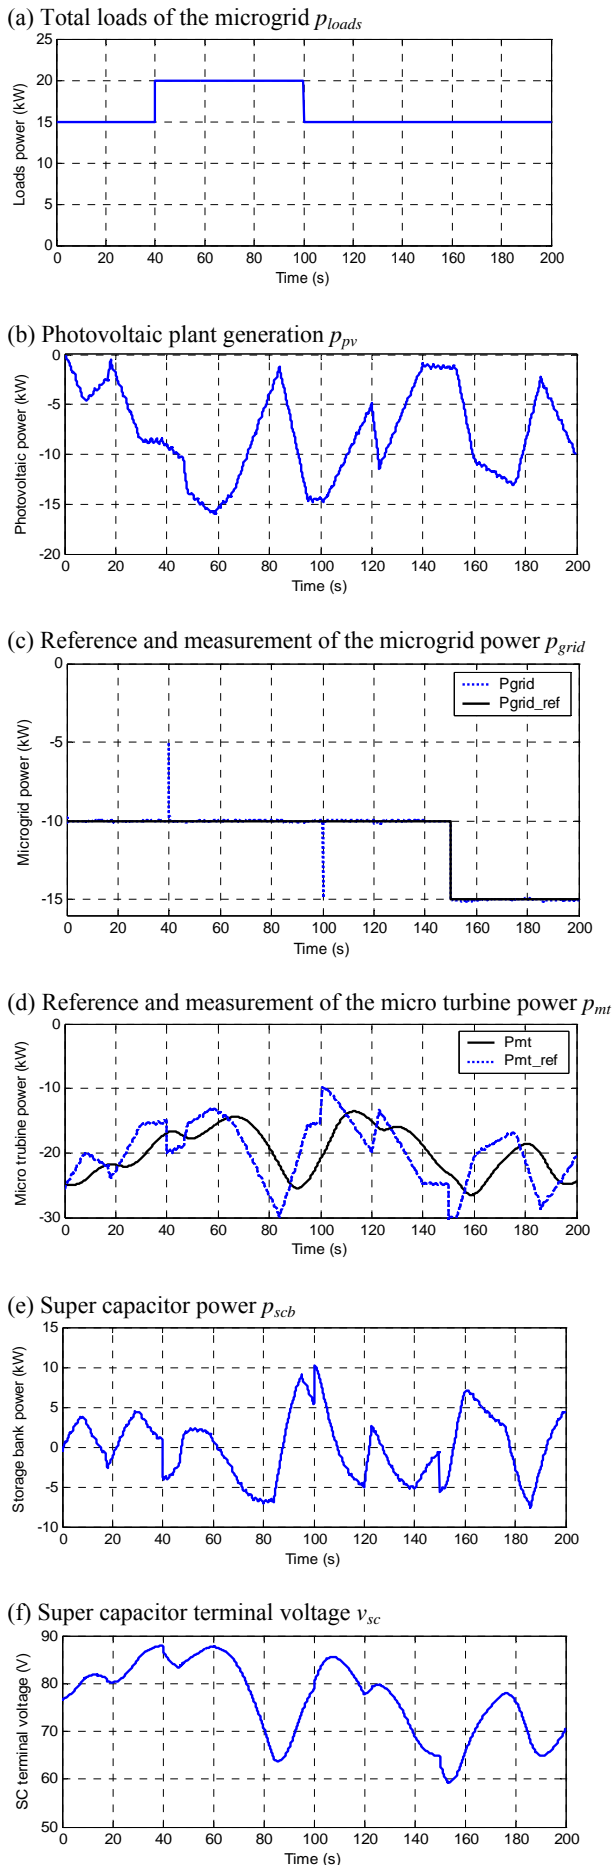 (a) Total loads of the microgrid p_loads
25
20
15
10
5
0
Loads power (kW)
0 20 40 60 80 100 120 140 160 180 200
Time (s)
(b) Photovoltaic plant generation p_pv
0
-5
-10
-15
-20
Photovoltaic power (kW)
0 20 40 60 80 100 120 140 160 180 200
Time (s)
(c) Reference and measurement of the microgrid power p_grid
0
-5
-10
-15
Microgrid power (kW)
Pgrid
Pgrid_ref
0 20 40 60 80 100 120 140 160 180 200
Time (s)
(d) Reference and measurement of the micro turbine power p_mt
0
-10
-20
-30
Micro trubine power (kW)
Pmt
Pmt_ref
0 20 40 60 80 100 120 140 160 180 200
Time (s)
(e) Super capacitor power p_scb
15
10
5
0
-5
-10
Storage bank power (kW)
0 20 40 60 80 100 120 140 160 180 200
Time (s)
(f) Super capacitor terminal voltage v_sc
90
80
70
60
50
SC terminal voltage (V)
0 20 40 60 80 100 120 140 160 180 200
Time (s)